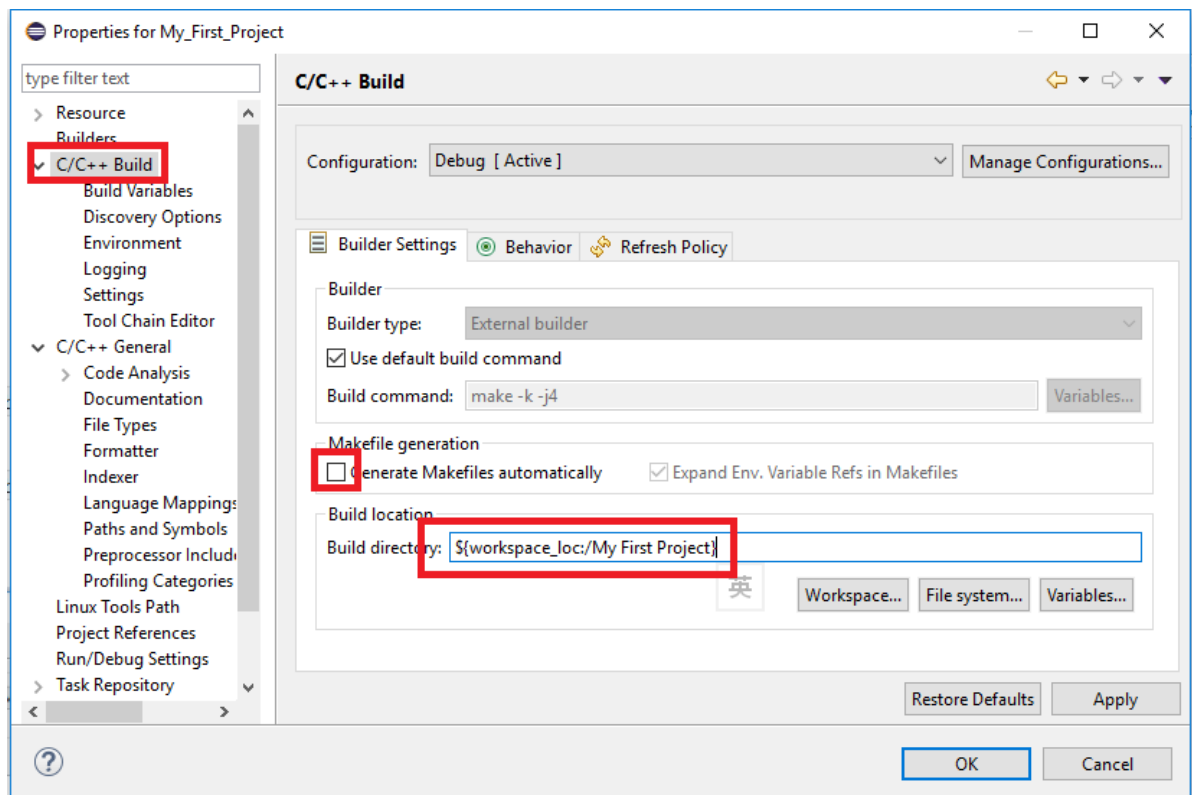 Properties for My_First_Project
type filter text
Resource
Builders
C/C++ Build
Build Variables
Discovery Options
Environment
Logging
Settings
Tool Chain Editor
C/C++ General
Code Analysis
Documentation
File Types
Formatter
Indexer
Language Mappings
Paths and Symbols
Preprocessor Includ
Profiling Categories
Linux Tools Path
Project References
Run/Debug Settings
Task Repository
C/C++ Build
Configuration: Debug [ Active ] Manage Configurations...
Builder Settings Behavior Refresh Policy
Builder
Builder type: External builder
Use default build command
Build command: make -k -j4 Variables...
Makefile generation
Generate Makefiles automatically Expand Env. Variable Refs in Makefiles
Build location
Build directory: ${workspace_loc:/My First Project}
英
Workspace... File system... Variables...
Restore Defaults Apply
OK Cancel